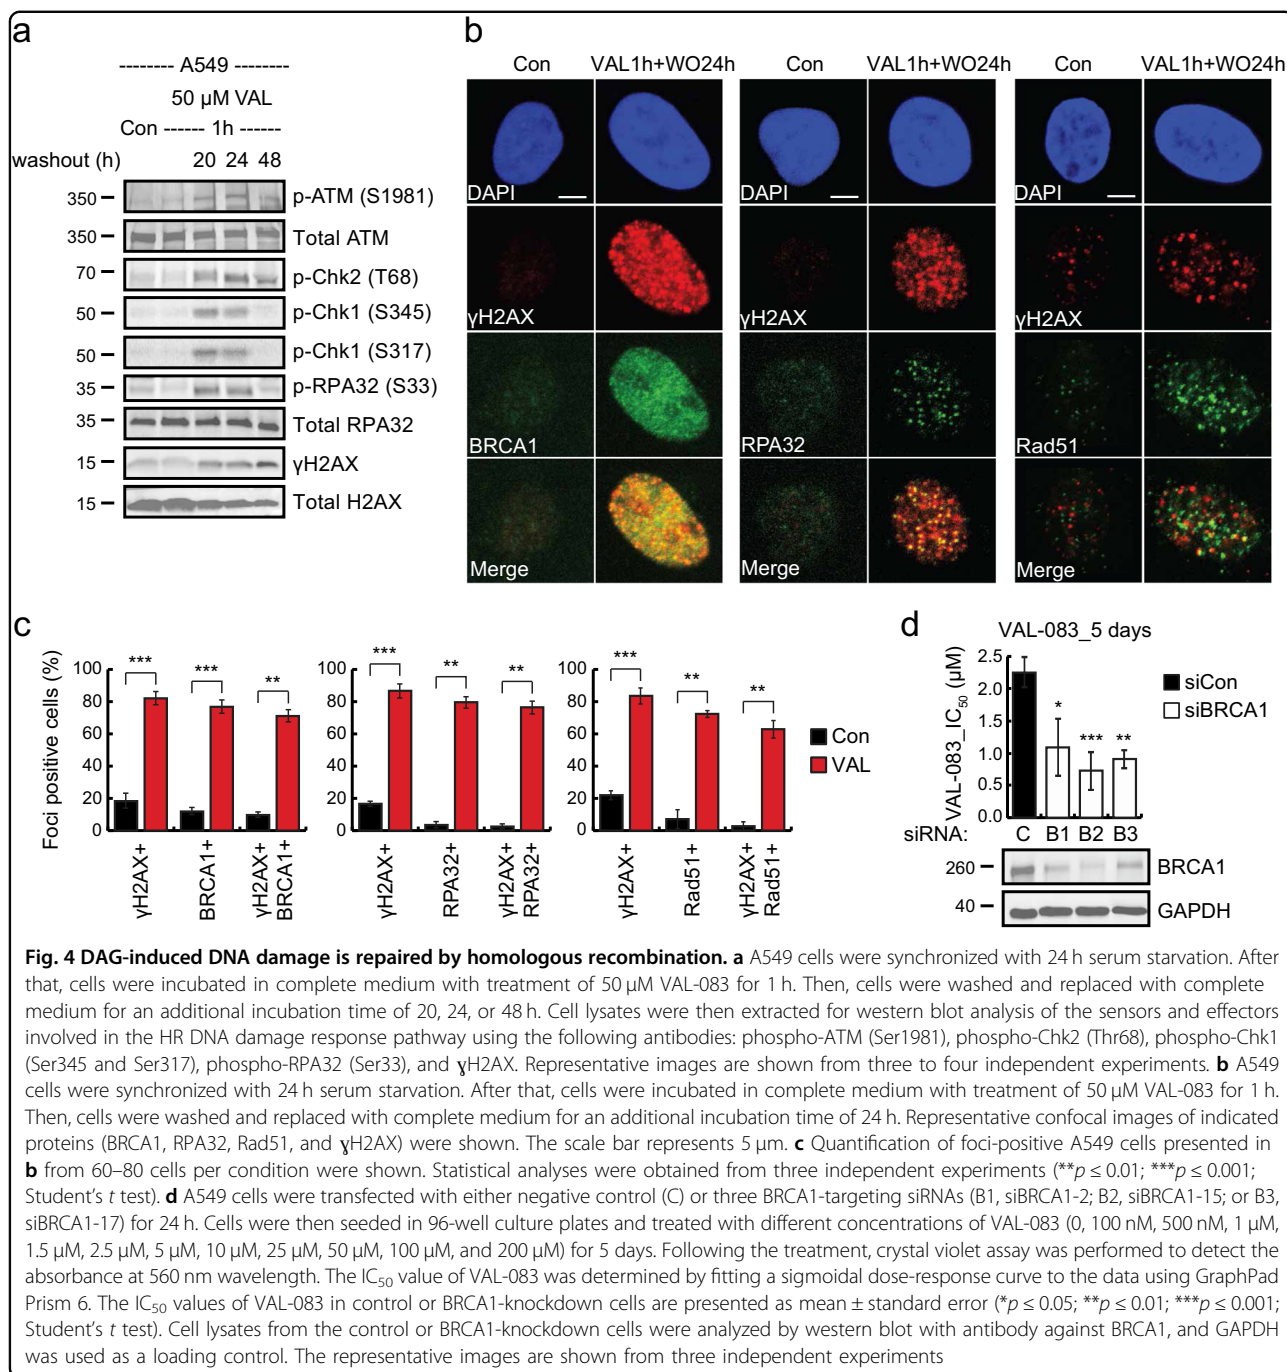 a
-------- A549 --------
50 µM VAL
Con ------ 1h ------
washout (h) 20 24 48
350 p-ATM (S1981)
350 Total ATM
70 p-Chk2 (T68)
50 p-Chk1 (S345)
50 p-Chk1 (S317)
35 p-RPA32 (S33)
35 Total RPA32
15 γH2AX
15 Total H2AX
b
Con VAL1h+WO24h Con VAL1h+WO24h Con VAL1h+WO24h
DAPI DAPI DAPI
γH2AX γH2AX γH2AX
BRCA1 RPA32 Rad51
Merge Merge Merge
c
Foci positive cells (%)
100
80
60
40
20
0
*** *** **
γH2AX+
BRCA1+
γH2AX+
BRCA1+
100
80
60
40
20
0
*** ** **
γH2AX+
RPA32+
γH2AX+
RPA32+
100
80
60
40
20
0
*** ** **
γH2AX+
Rad51+
γH2AX+
Rad51+
Con
VAL
d
VAL-083_5 days
VAL-083_IC50 (µM)
2.5
2.0
1.5
1.0
0.5
0.0
* *** **
siCon
siBRCA1
siRNA: C B1 B2 B3
260 BRCA1
40 GAPDH
Fig. 4 DAG-induced DNA damage is repaired by homologous recombination. a A549 cells were synchronized with 24 h serum starvation. After
that, cells were incubated in complete medium with treatment of 50 µM VAL-083 for 1 h. Then, cells were washed and replaced with complete
medium for an additional incubation time of 20, 24, or 48 h. Cell lysates were then extracted for western blot analysis of the sensors and effectors
involved in the HR DNA damage response pathway using the following antibodies: phospho-ATM (Ser1981), phospho-Chk2 (Thr68), phospho-Chk1
(Ser345 and Ser317), phospho-RPA32 (Ser33), and ɣH2AX. Representative images are shown from three to four independent experiments. b A549
cells were synchronized with 24 h serum starvation. After that, cells were incubated in complete medium with treatment of 50 µM VAL-083 for 1 h.
Then, cells were washed and replaced with complete medium for an additional incubation time of 24 h. Representative confocal images of indicated
proteins (BRCA1, RPA32, Rad51, and ɣH2AX) were shown. The scale bar represents 5 µm. c Quantification of foci-positive A549 cells presented in
b from 60–80 cells per condition were shown. Statistical analyses were obtained from three independent experiments (**p ≤ 0.01; ***p ≤ 0.001;
Student's t test). d A549 cells were transfected with either negative control (C) or three BRCA1-targeting siRNAs (B1, siBRCA1-2; B2, siBRCA1-15; or B3,
siBRCA1-17) for 24 h. Cells were then seeded in 96-well culture plates and treated with different concentrations of VAL-083 (0, 100 nM, 500 nM, 1 µM,
1.5 µM, 2.5 µM, 5 µM, 10 µM, 25 µM, 50 µM, 100 µM, and 200 µM) for 5 days. Following the treatment, crystal violet assay was performed to detect the
absorbance at 560 nm wavelength. The IC50 value of VAL-083 was determined by fitting a sigmoidal dose-response curve to the data using GraphPad
Prism 6. The IC50 values of VAL-083 in control or BRCA1-knockdown cells are presented as mean ± standard error (*p ≤ 0.05; **p ≤ 0.01; ***p ≤ 0.001;
Student's t test). Cell lysates from the control or BRCA1-knockdown cells were analyzed by western blot with antibody against BRCA1, and GAPDH
was used as a loading control. The representative images are shown from three independent experiments